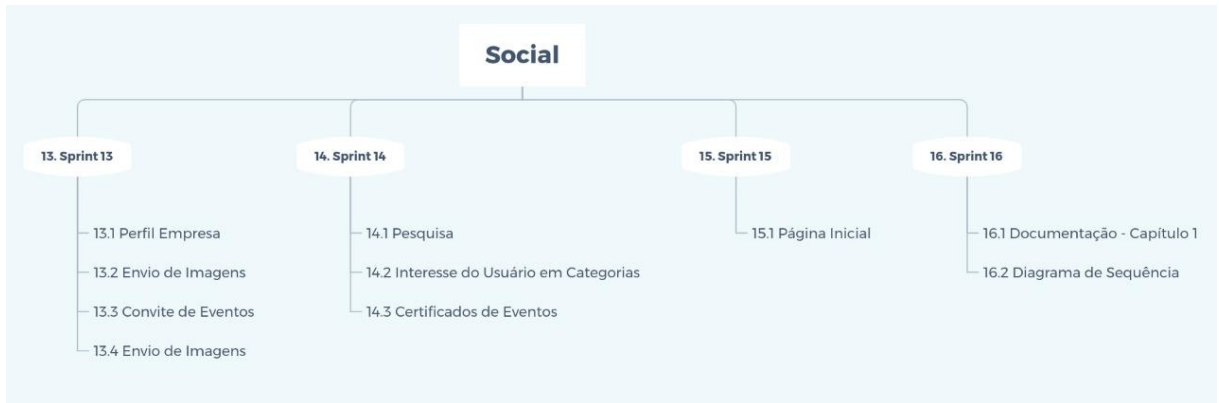 Social
13. Sprint 13
14. Sprint 14
15. Sprint 15
16. Sprint 16
13.1 Perfil Empresa
13.2 Envio de Imagens
13.3 Convite de Eventos
13.4 Envio de Imagens
14.1 Pesquisa
14.2 Interesse do Usuário em Categorias
14.3 Certificados de Eventos
15.1 Página Inicial
16.1 Documentação - Capítulo 1
16.2 Diagrama de Sequência